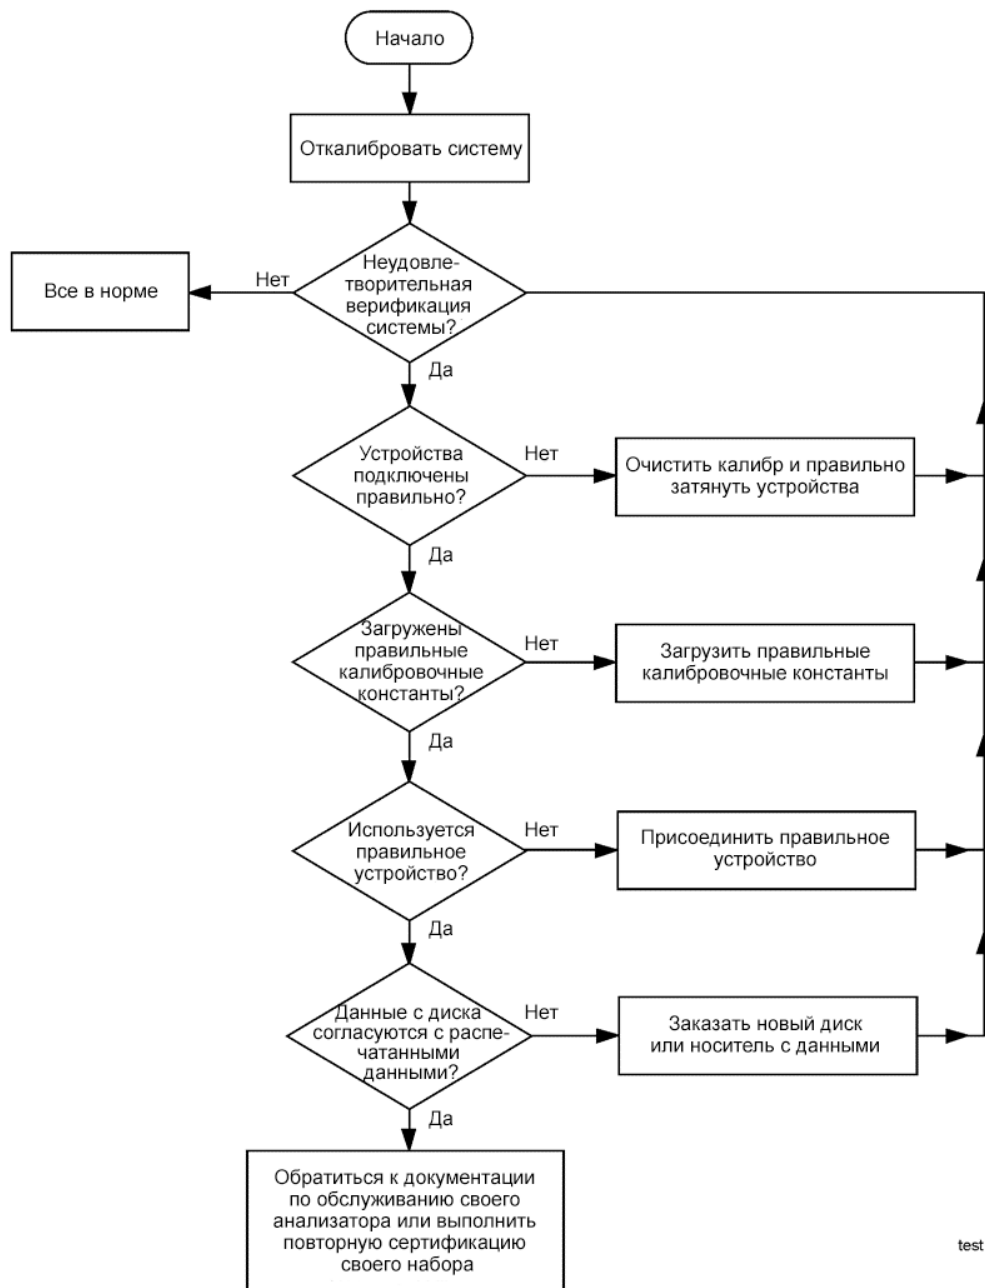 Начало
Откалибровать систему
Неудовле-
творительная
верификация
системы?
Нет
Все в норме
Да
Устройства
подключены
правильно?
Нет
Очистить калибр и правильно
затянуть устройства
Да
Загружены
правильные
калибровочные
константы?
Нет
Загрузить правильные
калибровочные константы
Да
Используется
правильное
устройство?
Нет
Присоединить правильное
устройство
Да
Данные с диска
согласуются с распе-
чатанными
данными?
Нет
Заказать новый диск
или носитель с данными
Да
Обратиться к документации
по обслуживанию своего
анализатора или выполнить
повторную сертификацию
своего набора
test